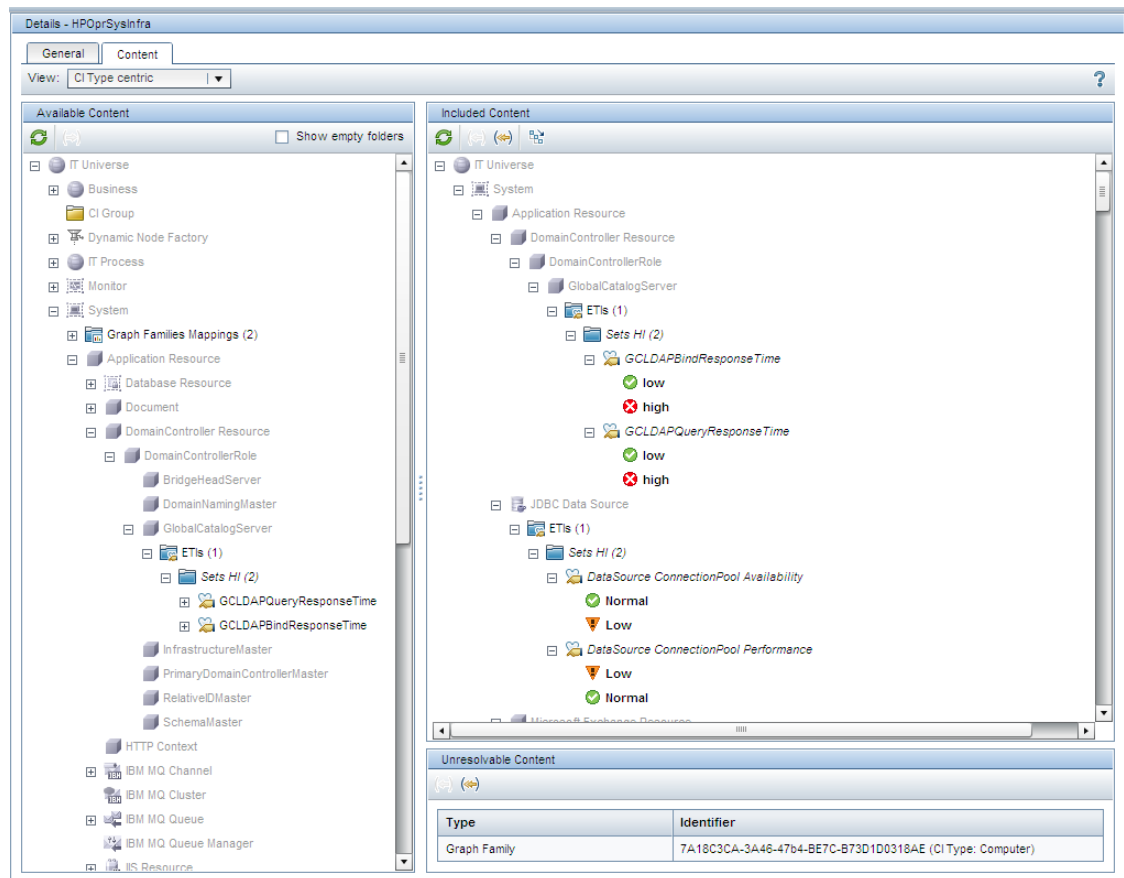 Details - HPOprSysInfra
General Content
View: CI Type centric
?
Available Content
Show empty folders
IT Universe
Business
CI Group
Dynamic Node Factory
IT Process
Monitor
System
Graph Families Mappings (2)
Application Resource
Database Resource
Document
DomainController Resource
DomainControllerRole
BridgeHeadServer
DomainNamingMaster
GlobalCatalogServer
ETIs (1)
Sets HI (2)
GCLDAPQueryResponseTime
GCLDAPBindResponseTime
InfrastructureMaster
PrimaryDomainControllerMaster
RelativeIDMaster
SchemaMaster
HTTP Context
IBM MQ Channel
IBM MQ Cluster
IBM MQ Queue
IBM MQ Queue Manager
IIS Resource
Included Content
IT Universe
System
Application Resource
DomainController Resource
DomainControllerRole
GlobalCatalogServer
ETIs (1)
Sets HI (2)
GCLDAPBindResponseTime
low
high
GCLDAPQueryResponseTime
low
high
JDBC Data Source
ETIs (1)
Sets HI (2)
DataSource ConnectionPool Availability
Normal
Low
DataSource ConnectionPool Performance
Low
Normal
Microsoft Exchange Resource
Unresolvable Content
Type Identifier
Graph Family 7A18C3CA-3A46-47b4-BE7C-B73D1D0318AE (CI Type: Computer)